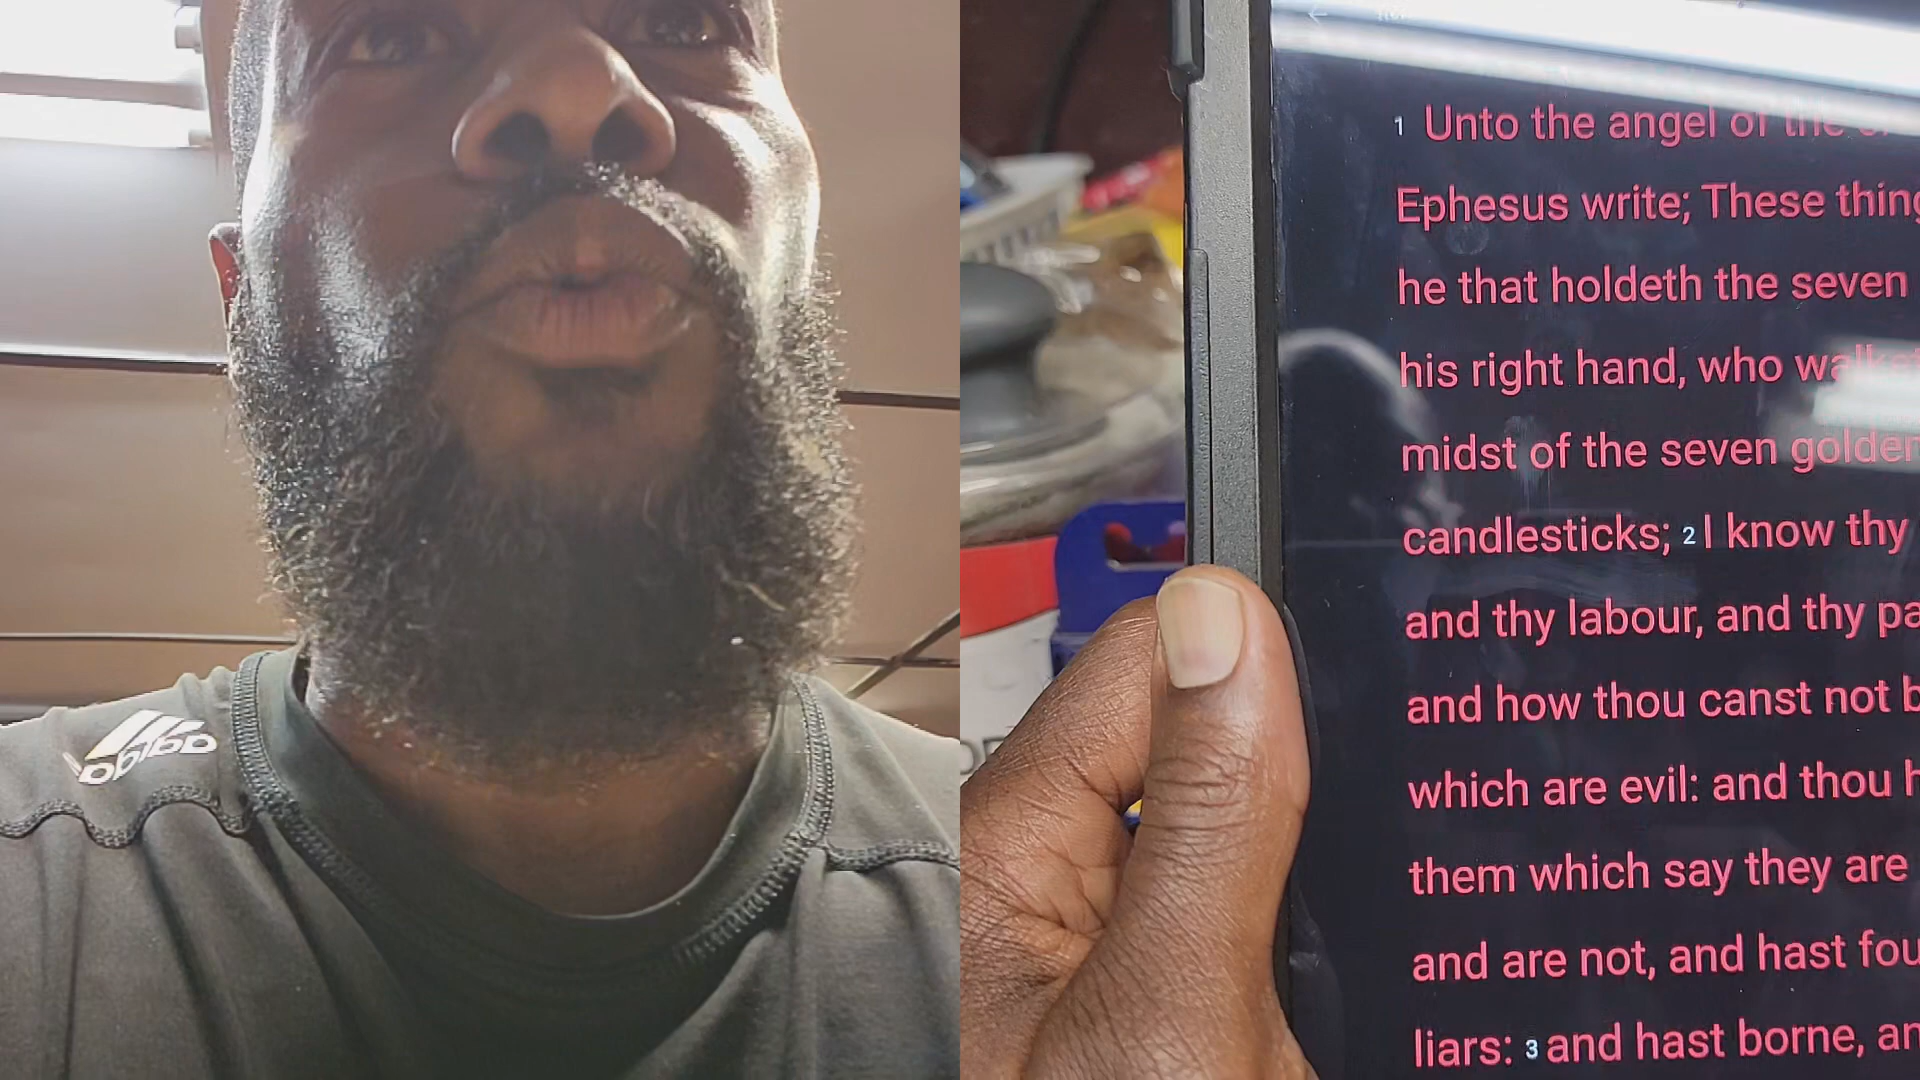 adidas
1 Unto the angel of the
Ephesus write; These thing
he that holdeth the seven
his right hand, who walkei
midst of the seven golden
candlesticks; 2 I know thy
and thy labour, and thy pa
and how thou canst not b
which are evil: and thou h
them which say they are
and are not, and hast fou
liars: 3 and hast borne, an